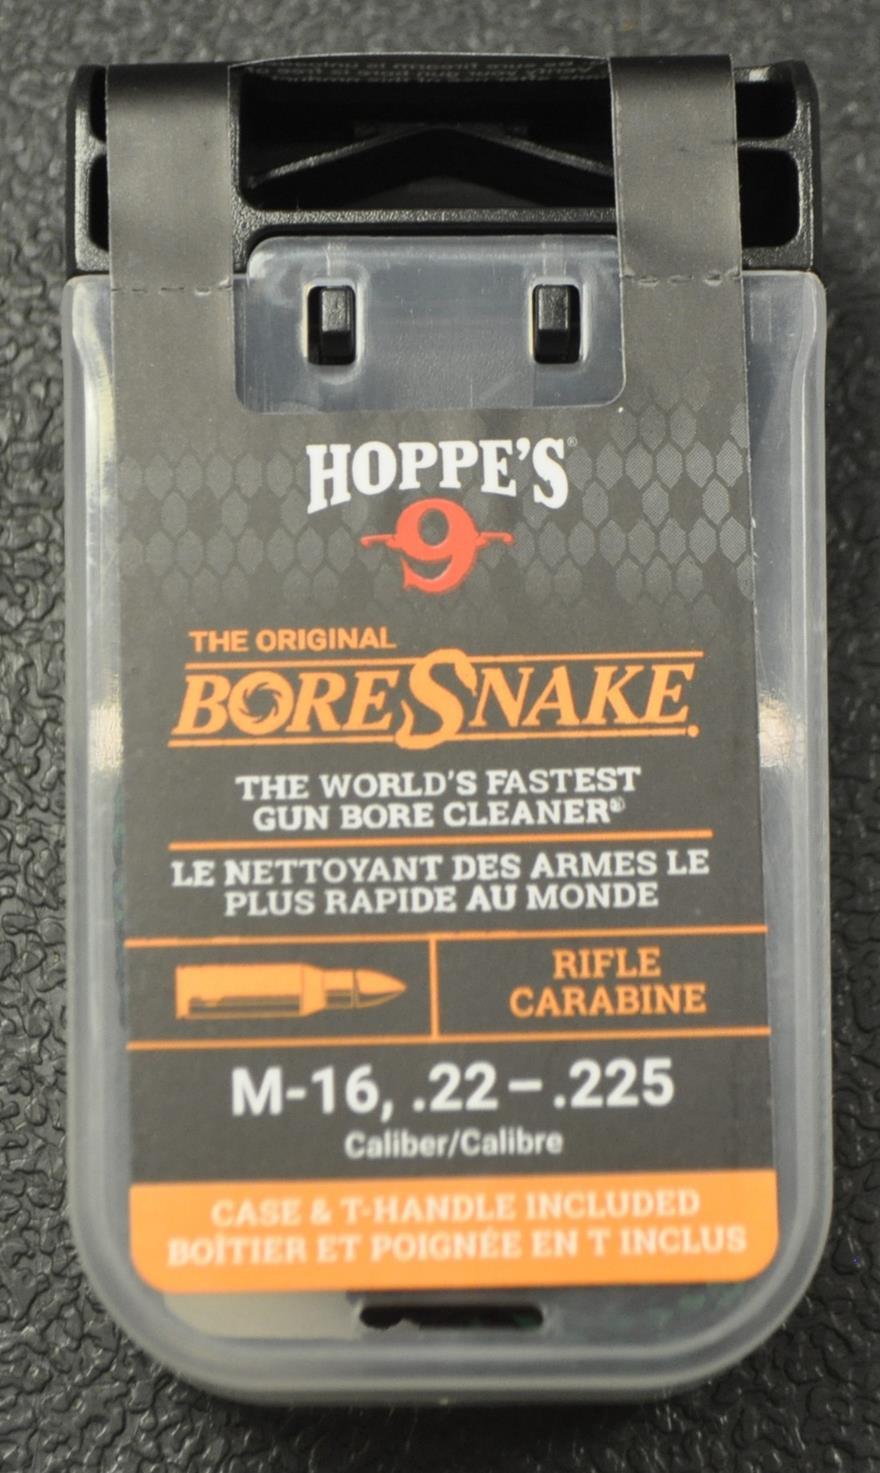 HOPPE'S®
9
THE ORIGINAL
BORESNAKE.
THE WORLD'S FASTEST
GUN BORE CLEANER®
LE NETTOYANT DES ARMES LE
PLUS RAPIDE AU MONDE
RIFLE
CARABINE
M-16, .22 – .225
Caliber/Calibre
CASE & T-HANDLE INCLUDED
BOÎTIER ET POIGNÉE EN T INCLUS